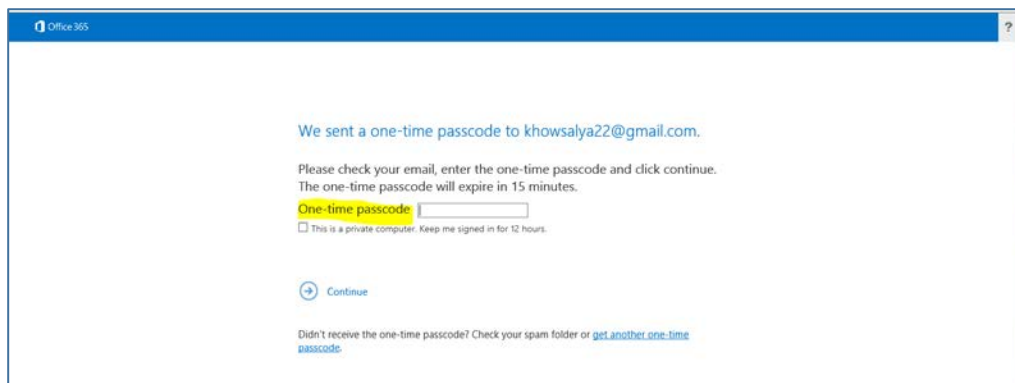 Office 365
?
We sent a one-time passcode to khowsalya22@gmail.com.
Please check your email, enter the one-time passcode and click continue.
The one-time passcode will expire in 15 minutes.
One-time passcode
This is a private computer. Keep me signed in for 12 hours.
Continue
Didn't receive the one-time passcode? Check your spam folder or get another one-time
passcode.